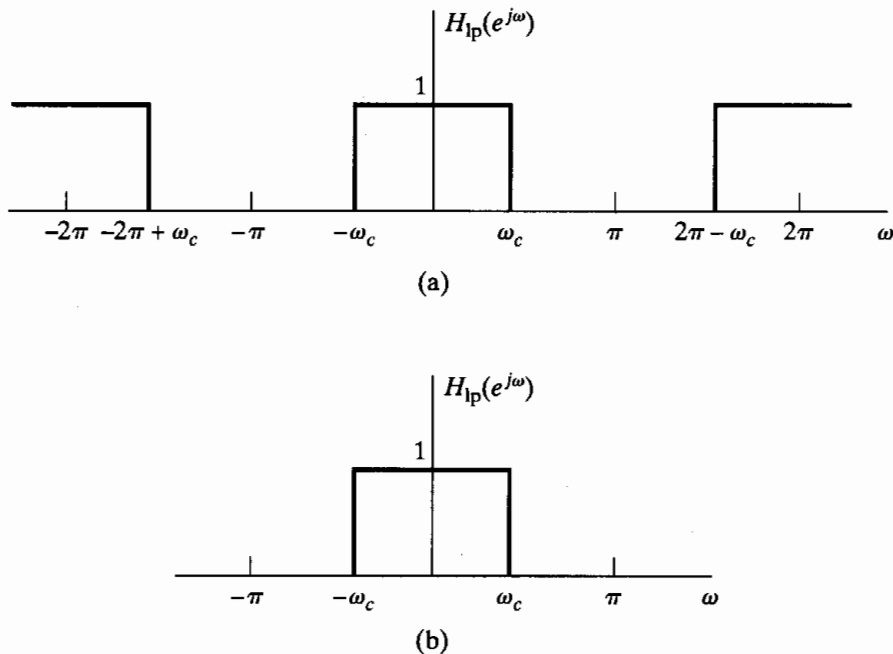 H_lp(e^{jω})
1
−2π −2π + ω_c −π −ω_c ω_c π 2π − ω_c 2π ω
(a)
H_lp(e^{jω})
1
−π −ω_c ω_c π ω
(b)